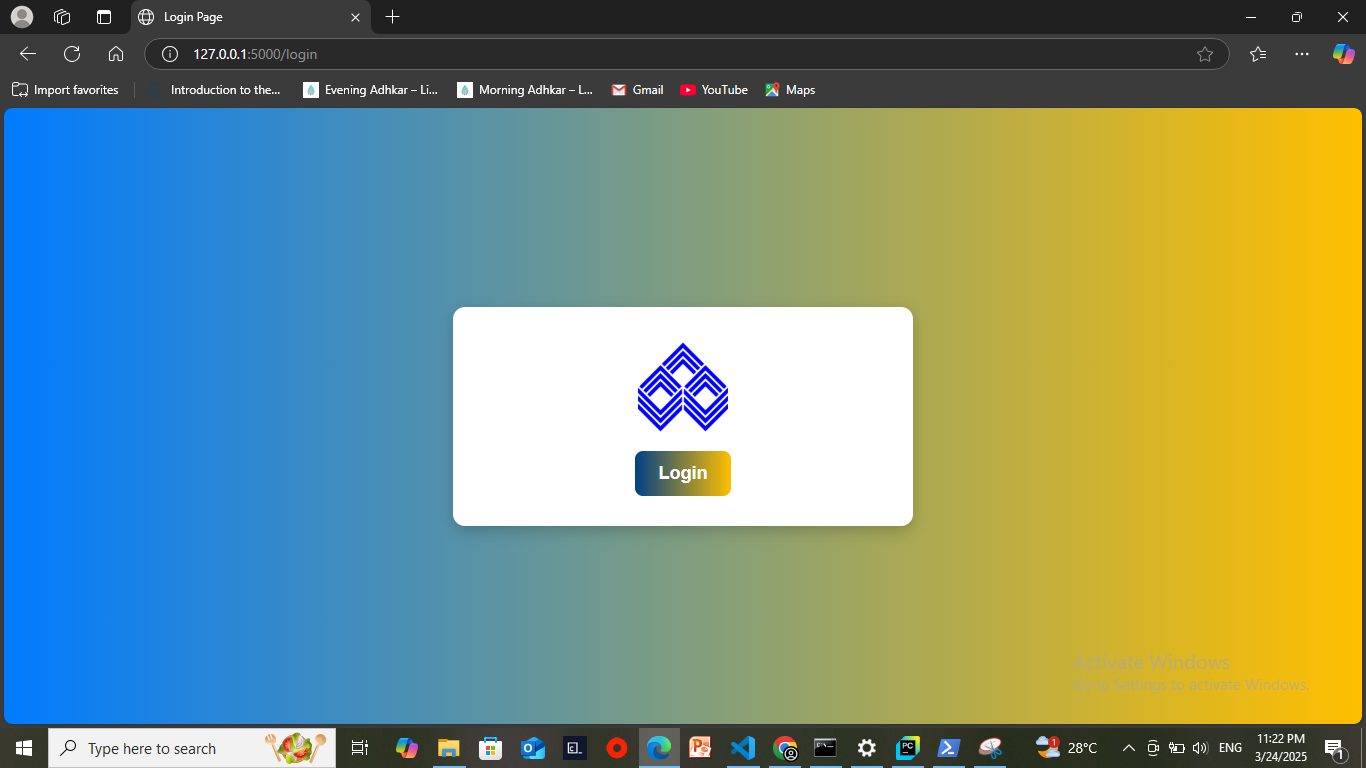 Login Page
127.0.0.1:5000/login
Import favorites
Introduction to the...
Evening Adhkar – Li...
Morning Adhkar – L...
Gmail
YouTube
Maps
Login
Activate Windows
Go to Settings to activate Windows.
Type here to search
PC
1
28°C
ENG
11:22 PM
3/24/2025
1